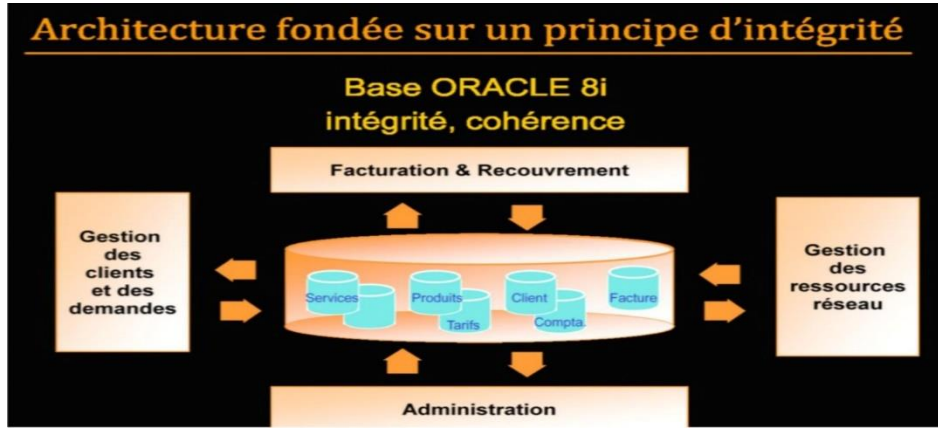 Architecture fondée sur un principe d'intégrité
Base ORACLE 8i
intégrité, cohérence
Facturation & Recouvrement
Gestion
des
clients
et des
demandes
Services
Produits
Tarifs
Client
Compta.
Facture
Gestion
des
ressources
réseau
Administration